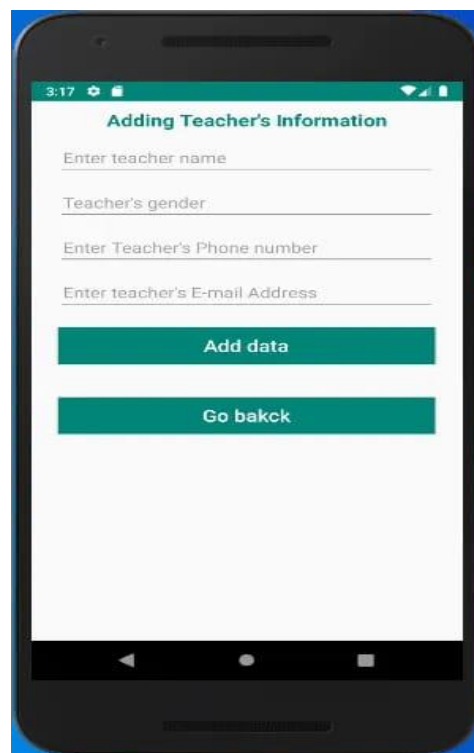 3:17
Adding Teacher's Information
Enter teacher name
Teacher's gender
Enter Teacher's Phone number
Enter teacher's E-mail Address
Add data
Go bakck